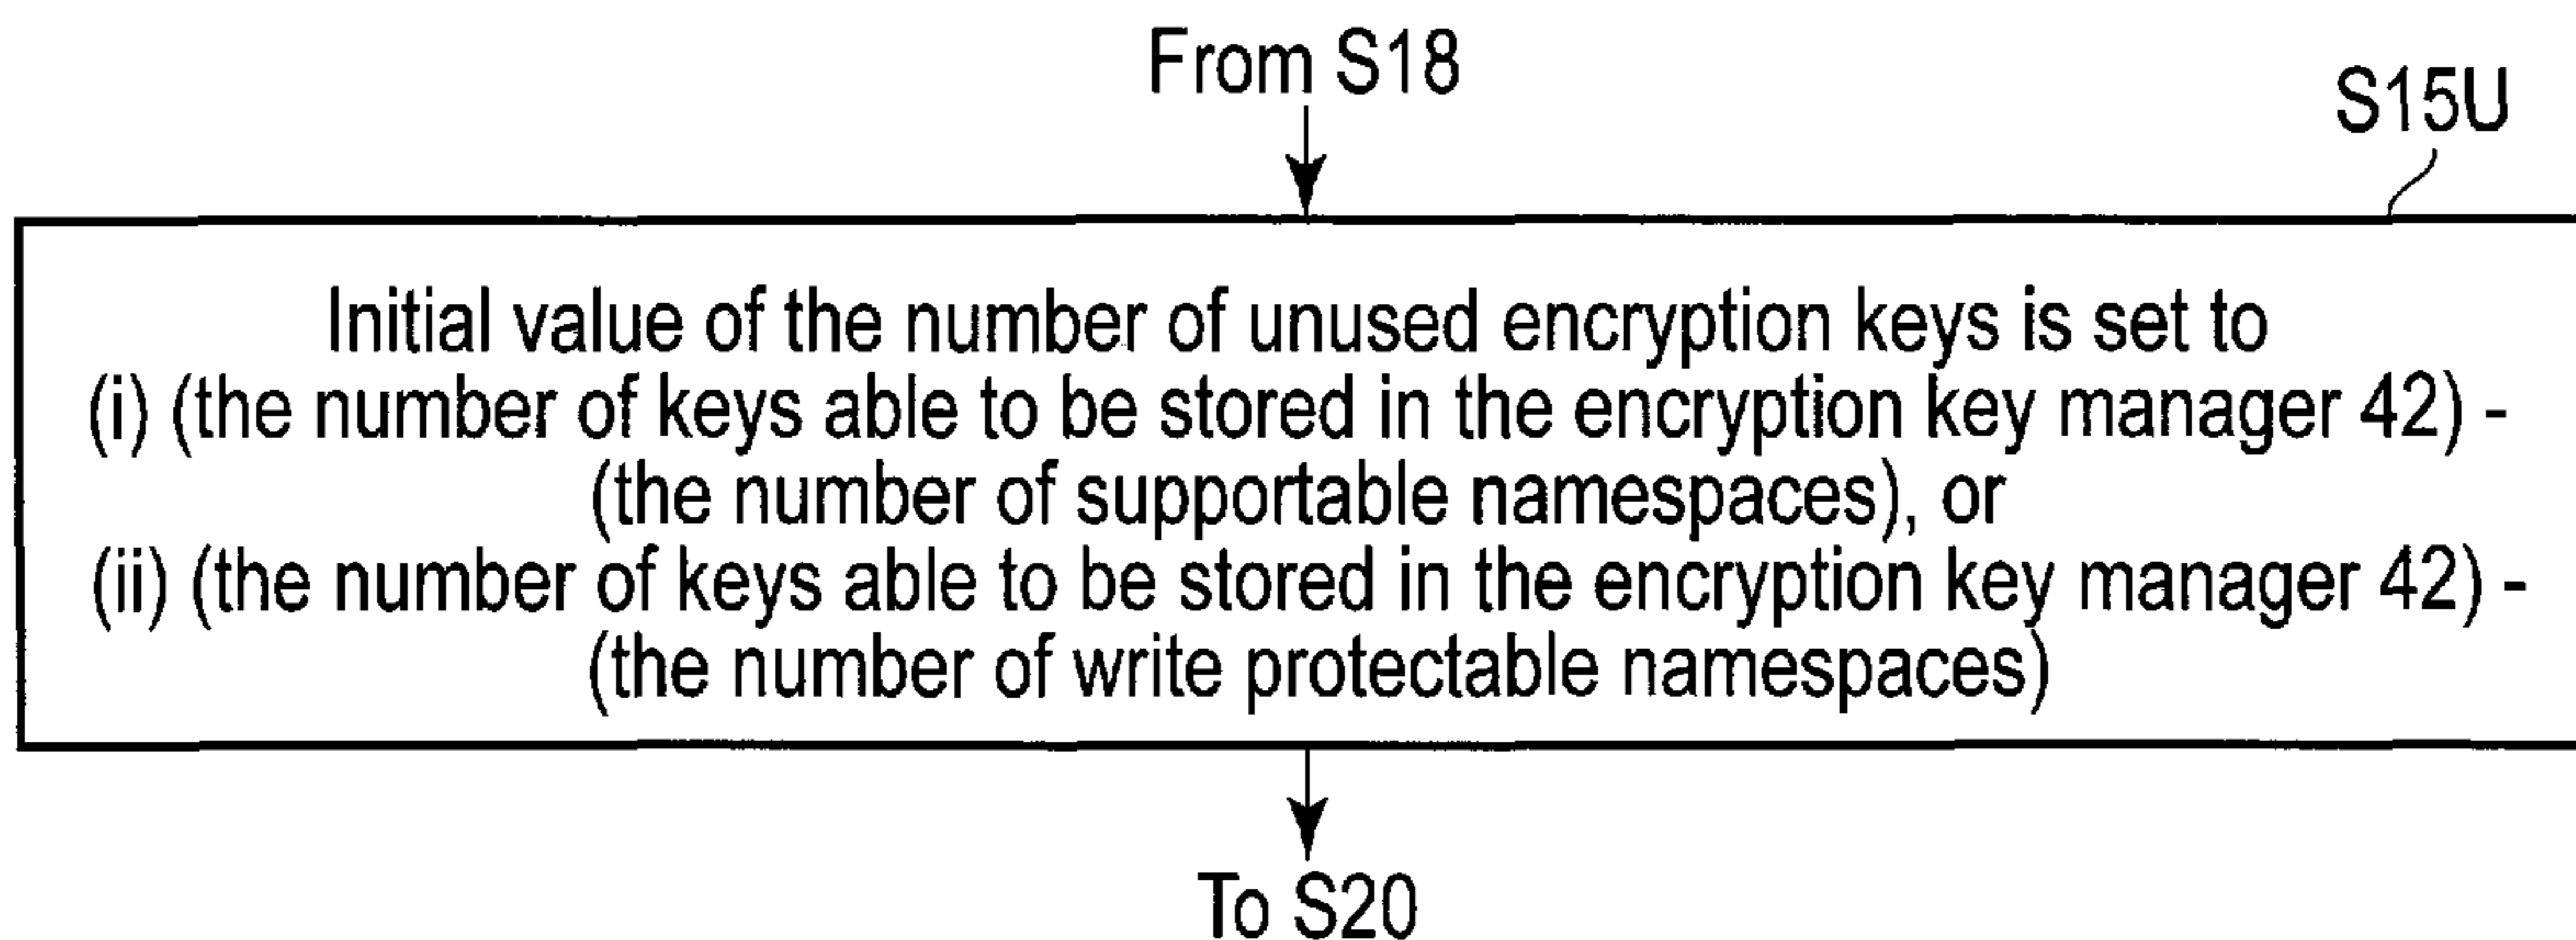 From S18
S15U
Initial value of the number of unused encryption keys is set to
(i) (the number of keys able to be stored in the encryption key manager 42) -
(the number of supportable namespaces), or
(ii) (the number of keys able to be stored in the encryption key manager 42) -
(the number of write protectable namespaces)
To S20